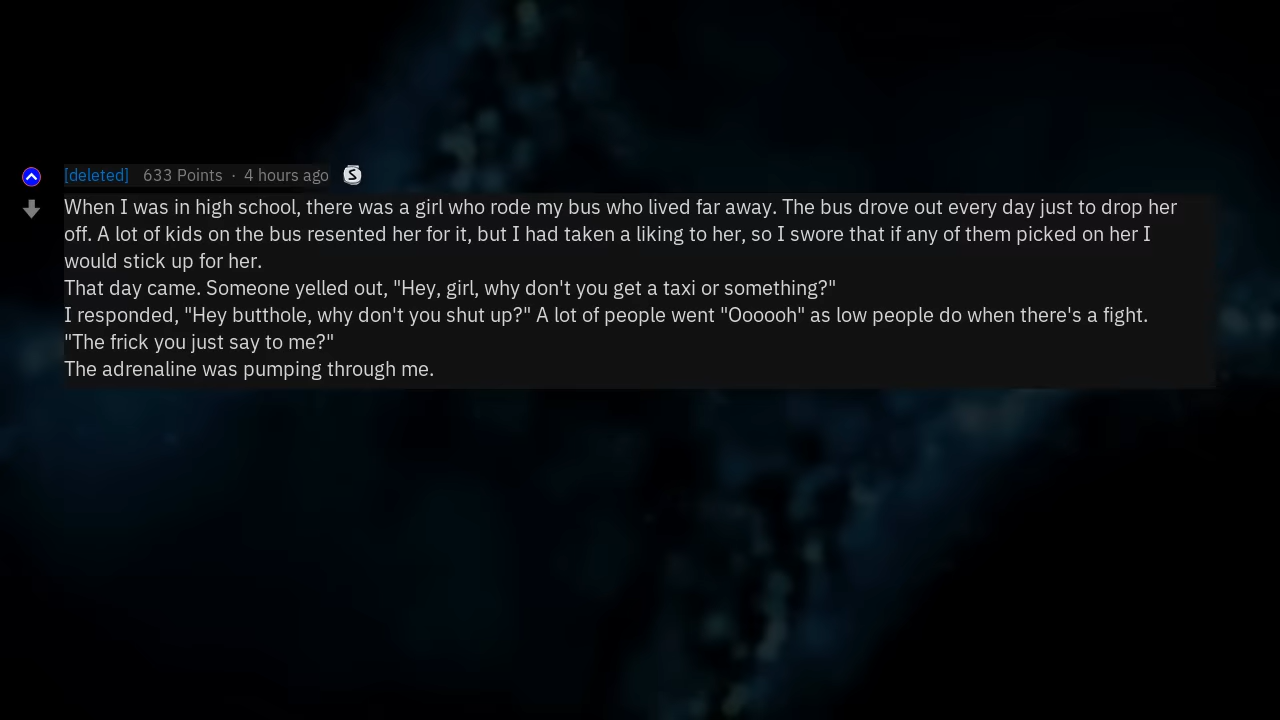 [deleted] 633 Points · 4 hours ago
When I was in high school, there was a girl who rode my bus who lived far away. The bus drove out every day just to drop her
off. A lot of kids on the bus resented her for it, but I had taken a liking to her, so I swore that if any of them picked on her I
would stick up for her.
That day came. Someone yelled out, "Hey, girl, why don't you get a taxi or something?"
I responded, "Hey butthole, why don't you shut up?" A lot of people went "Oooooh" as low people do when there's a fight.
"The frick you just say to me?"
The adrenaline was pumping through me.